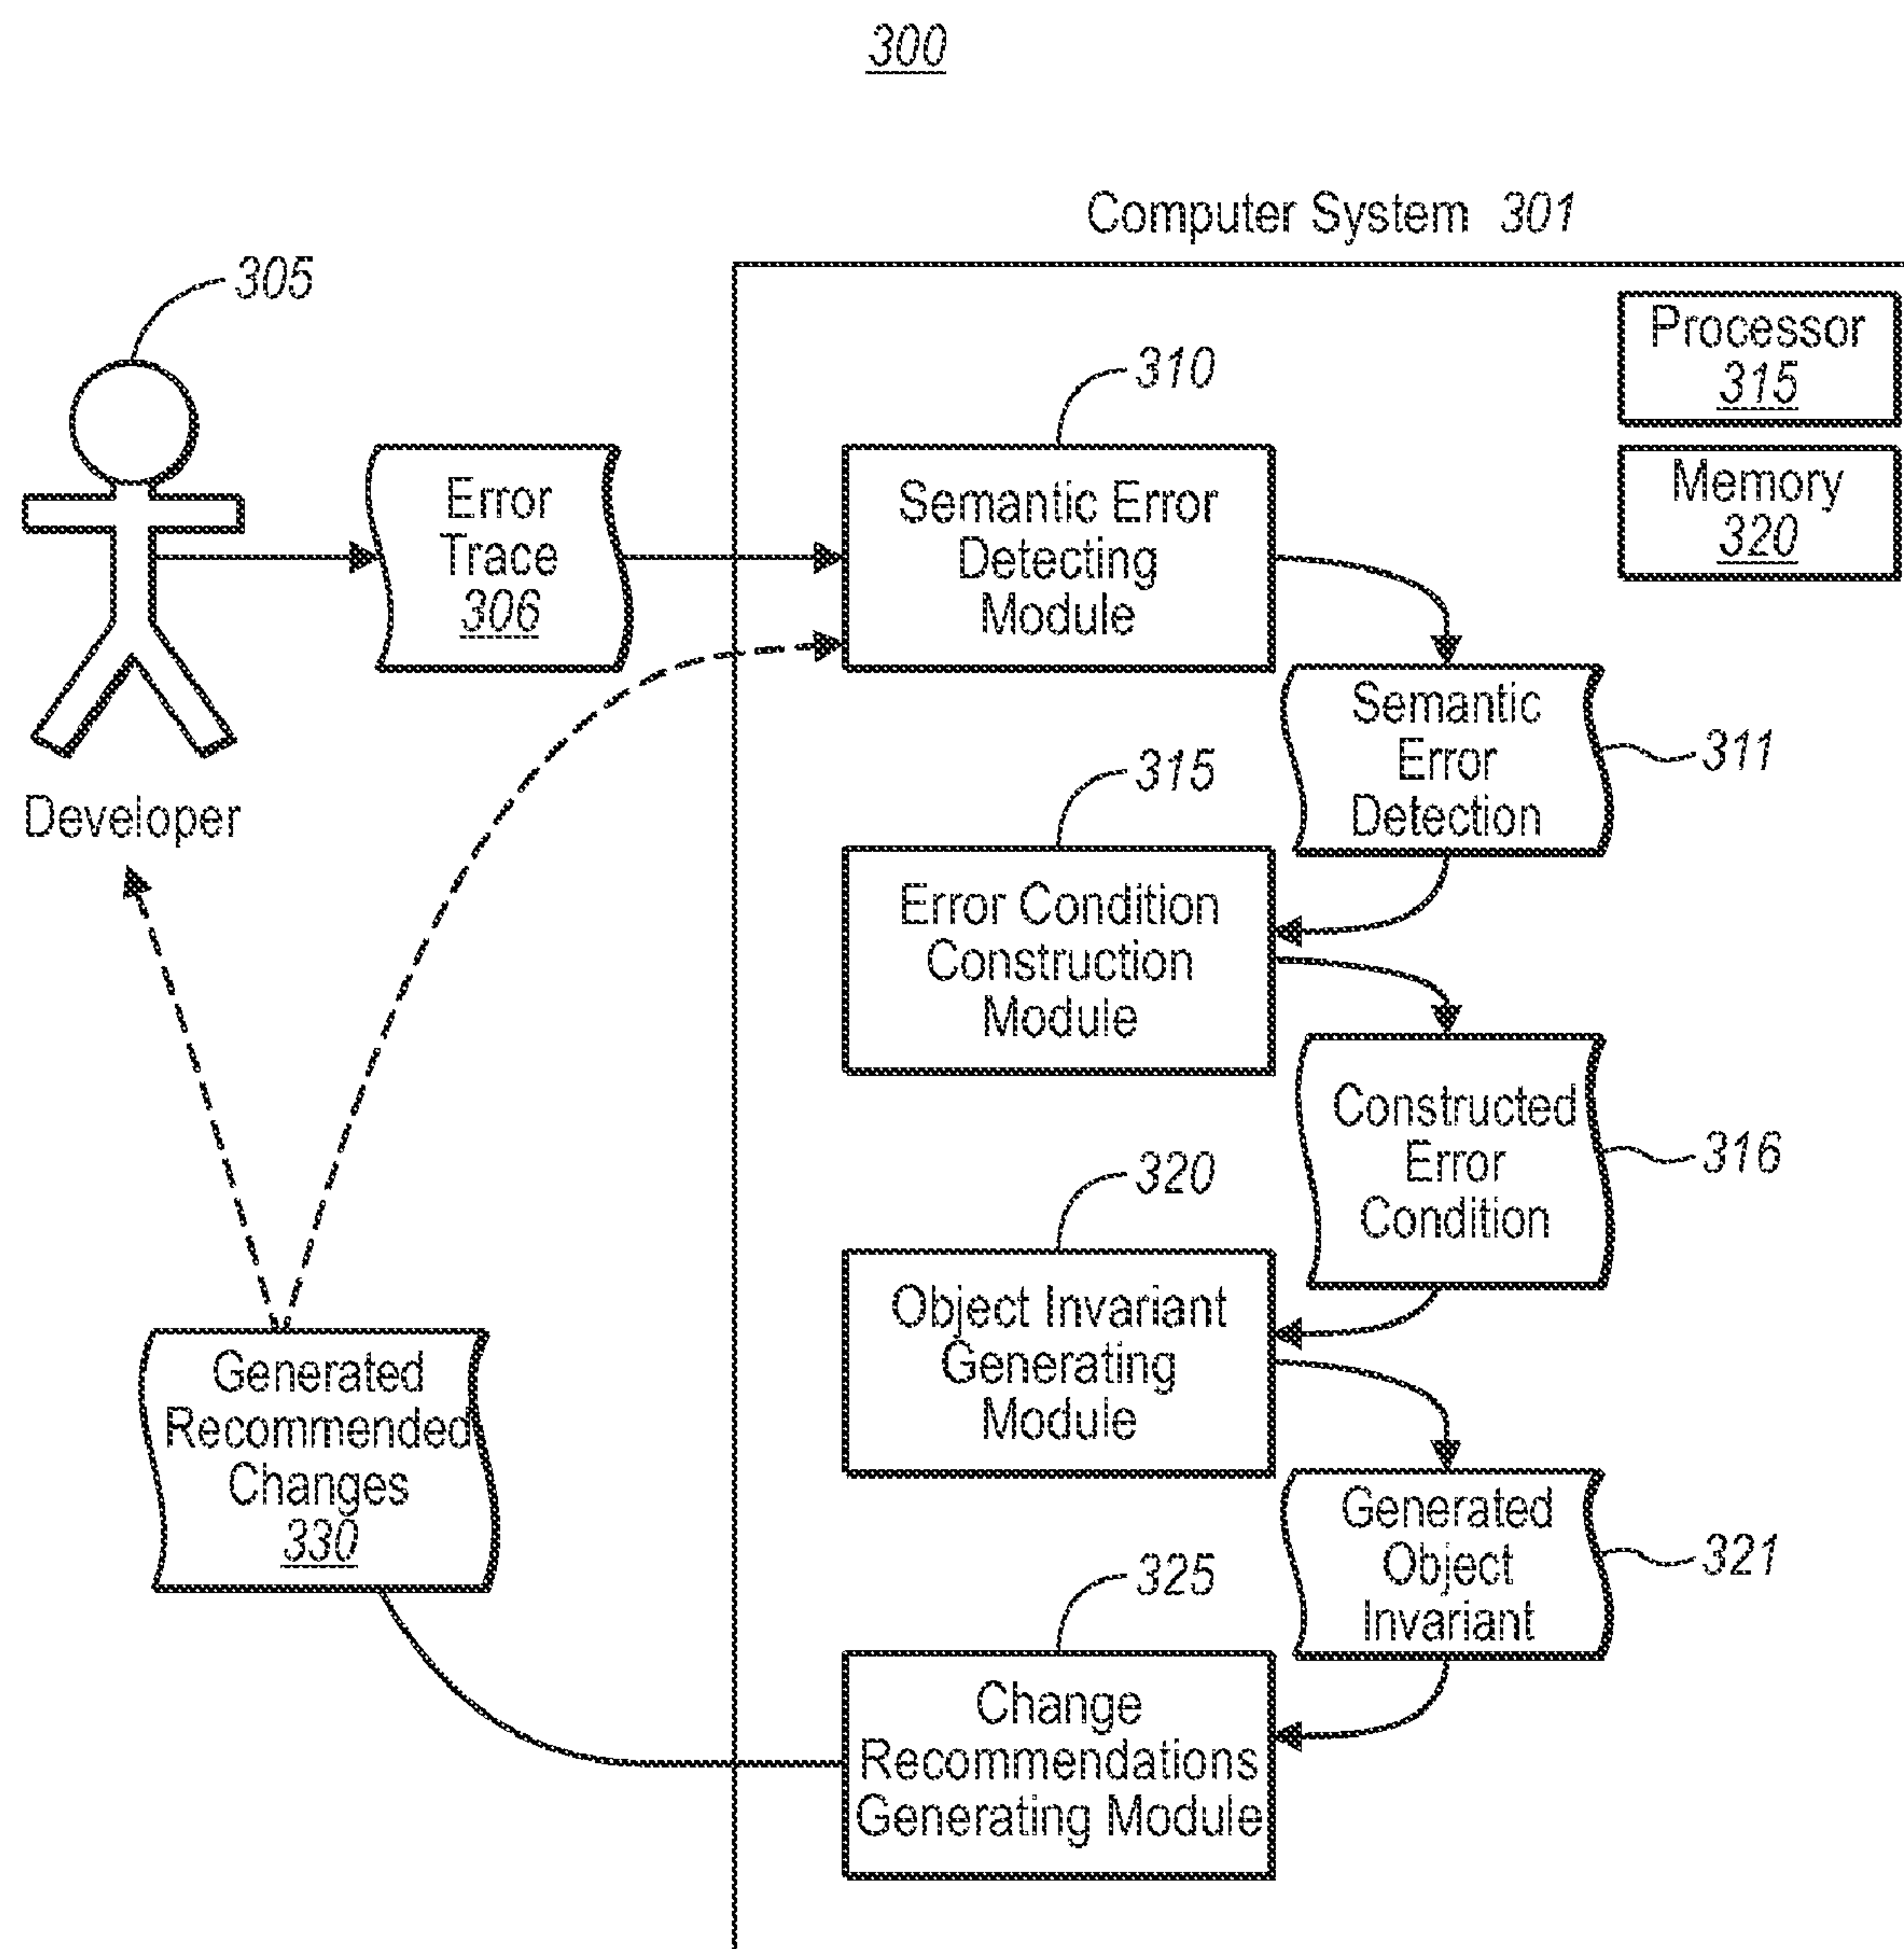 300
Computer System 301
305
Processor
315
310
Memory
320
Error
Trace
306
Semantic Error
Detecting
Module
Semantic
Error
Detection
311
315
Developer
Error Condition
Construction
Module
Constructed
Error
Condition
316
320
Object Invariant
Generating
Module
Generated
Recommended
Changes
330
Generated
Object
Invariant
321
325
Change
Recommendations
Generating Module